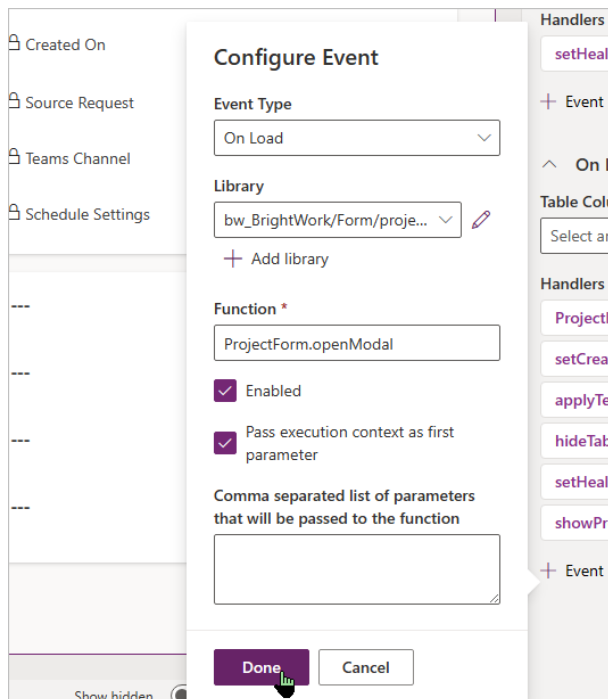 Created On
Source Request
Teams Channel
Schedule Settings
---
---
---
---
Show hidden
Configure Event
Event Type
On Load
Library
bw_BrightWork/Form/proje...
+ Add library
Function *
ProjectForm.openModal
Enabled
Pass execution context as first
parameter
Comma separated list of parameters
that will be passed to the function
Done
Cancel
Handlers
setHeal
+ Event
On
Table Col
Select a
Handlers
Project
setCrea
applyTe
hideTab
setHeal
showPr
+ Event